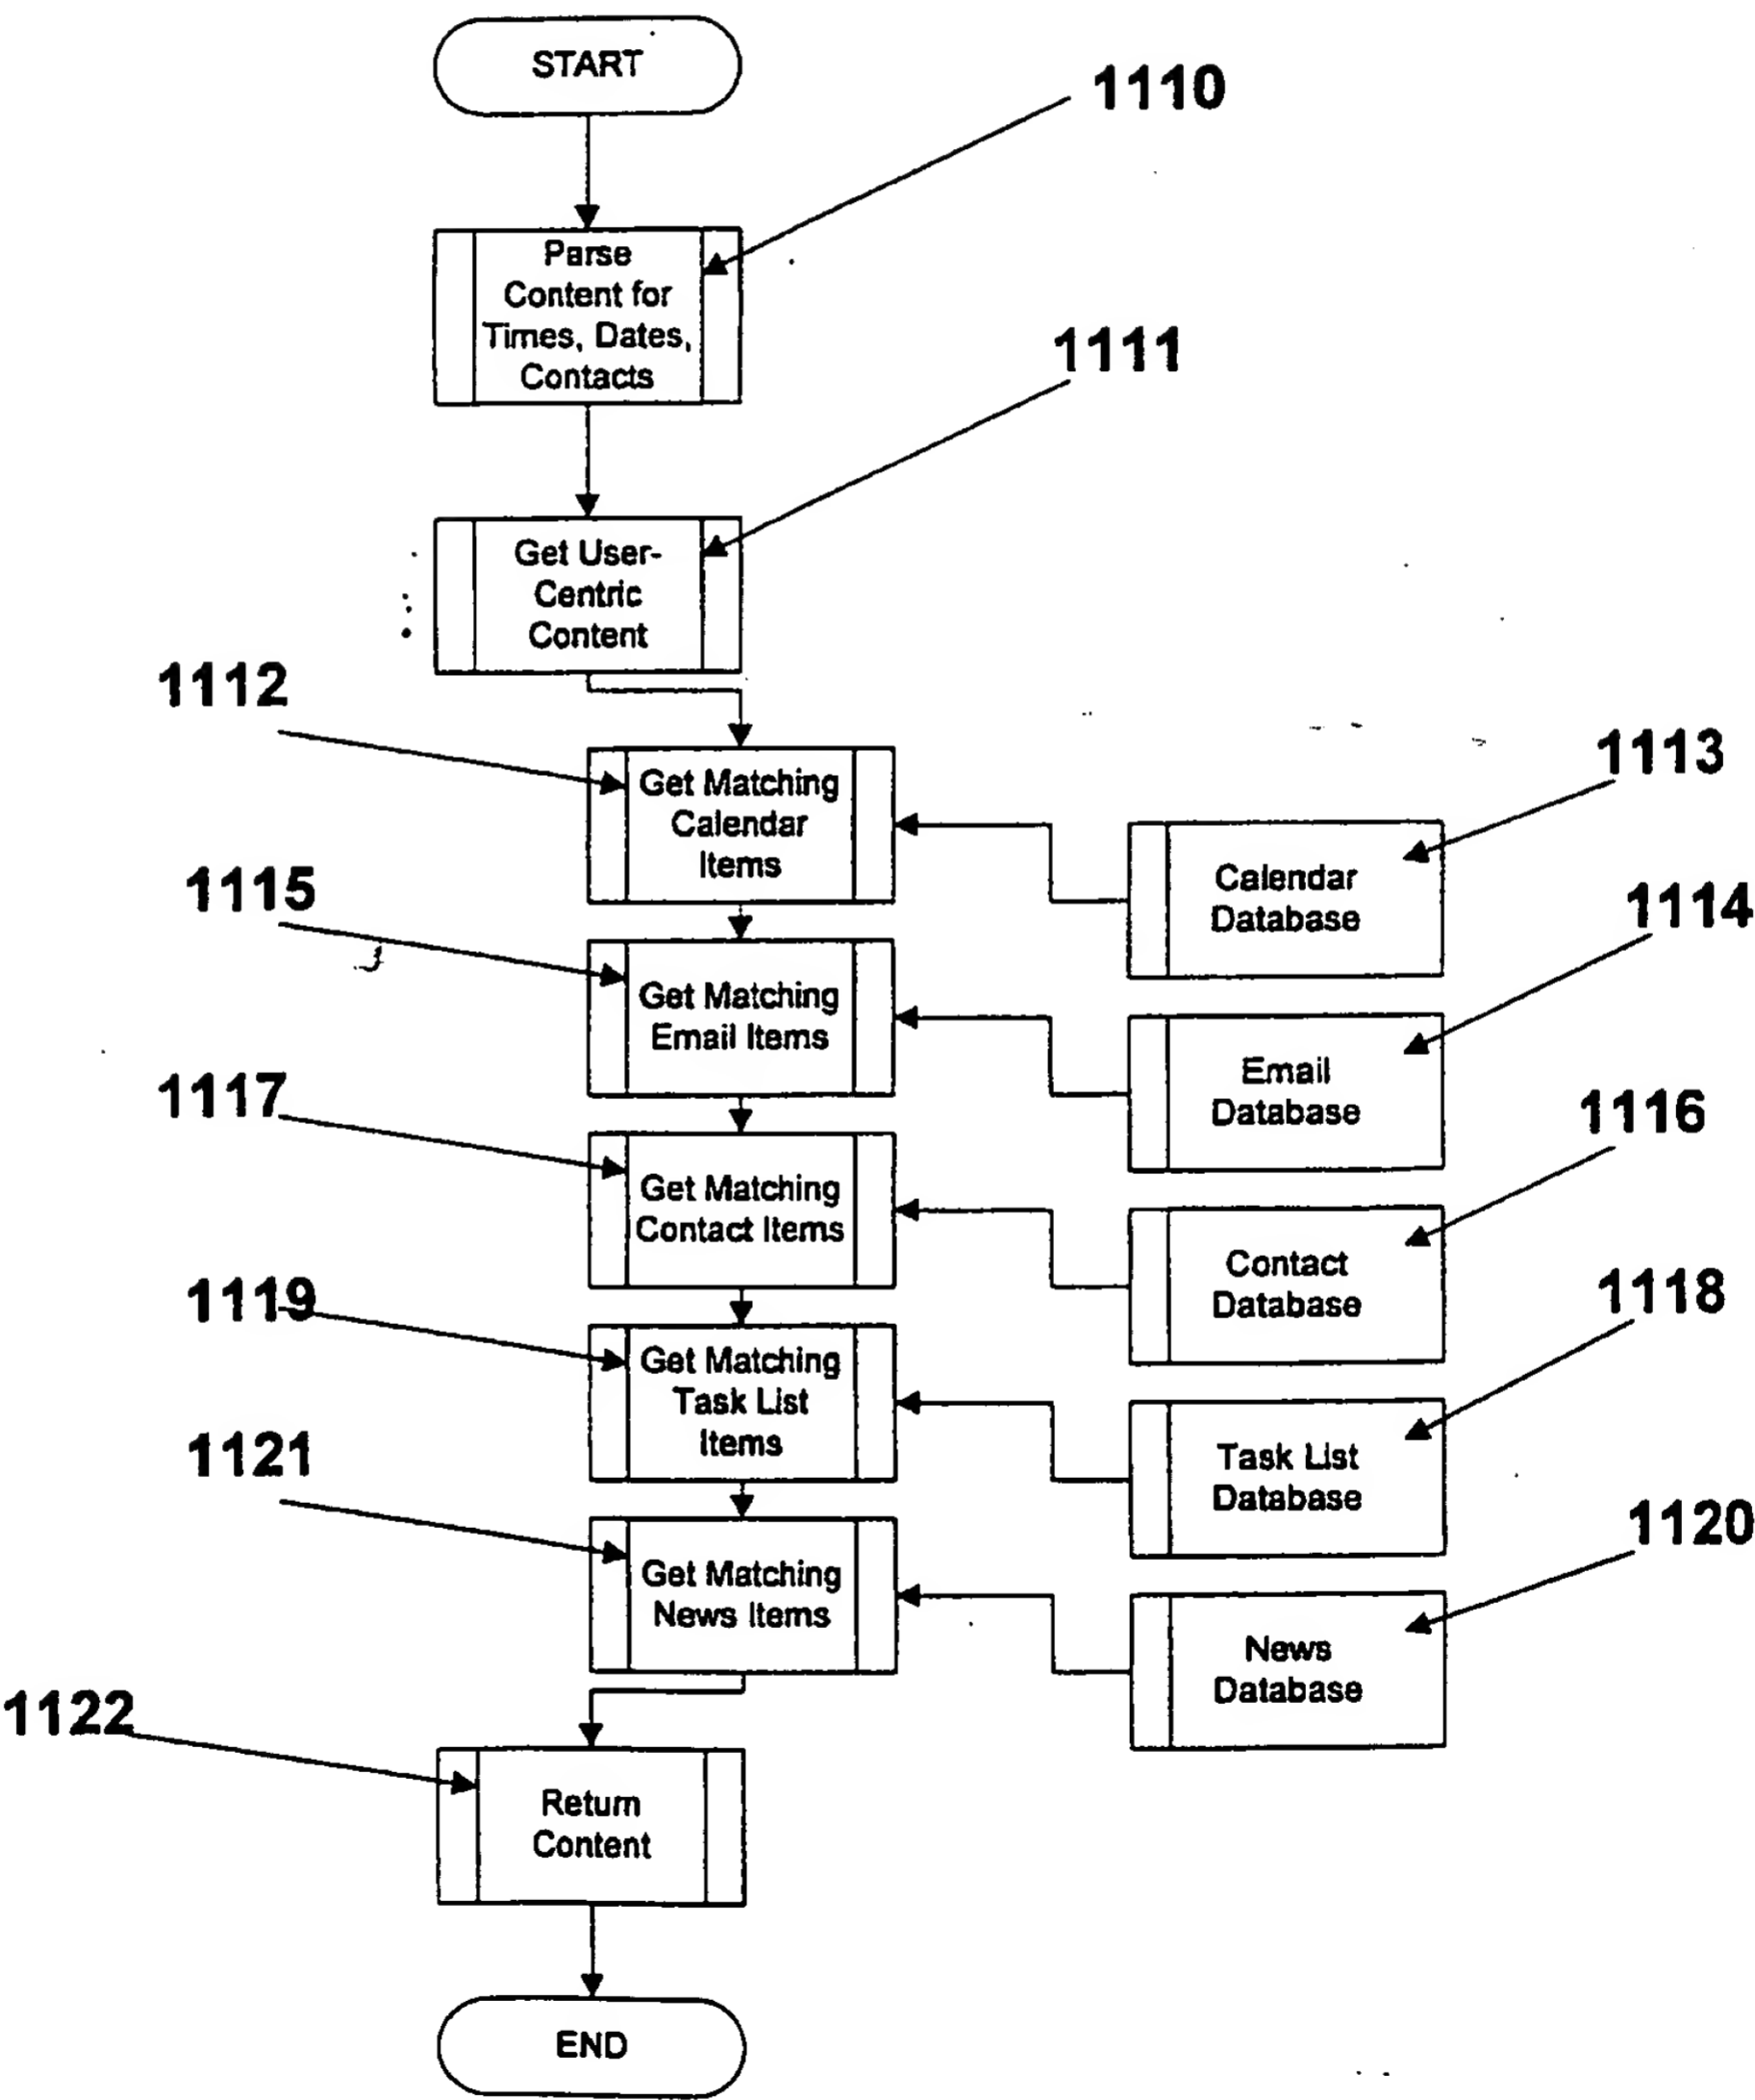 START
1110
Parse
Content for
Times, Dates,
Contacts
1111
Get User-
Centric
Content
1112
Get Matching
Calendar
Items
1113
Calendar
Database
1115
Get Matching
Email Items
1114
Email
Database
1117
Get Matching
Contact Items
1116
Contact
Database
1119
Get Matching
Task List
Items
1118
Task List
Database
1121
Get Matching
News Items
1120
News
Database
1122
Return
Content
END